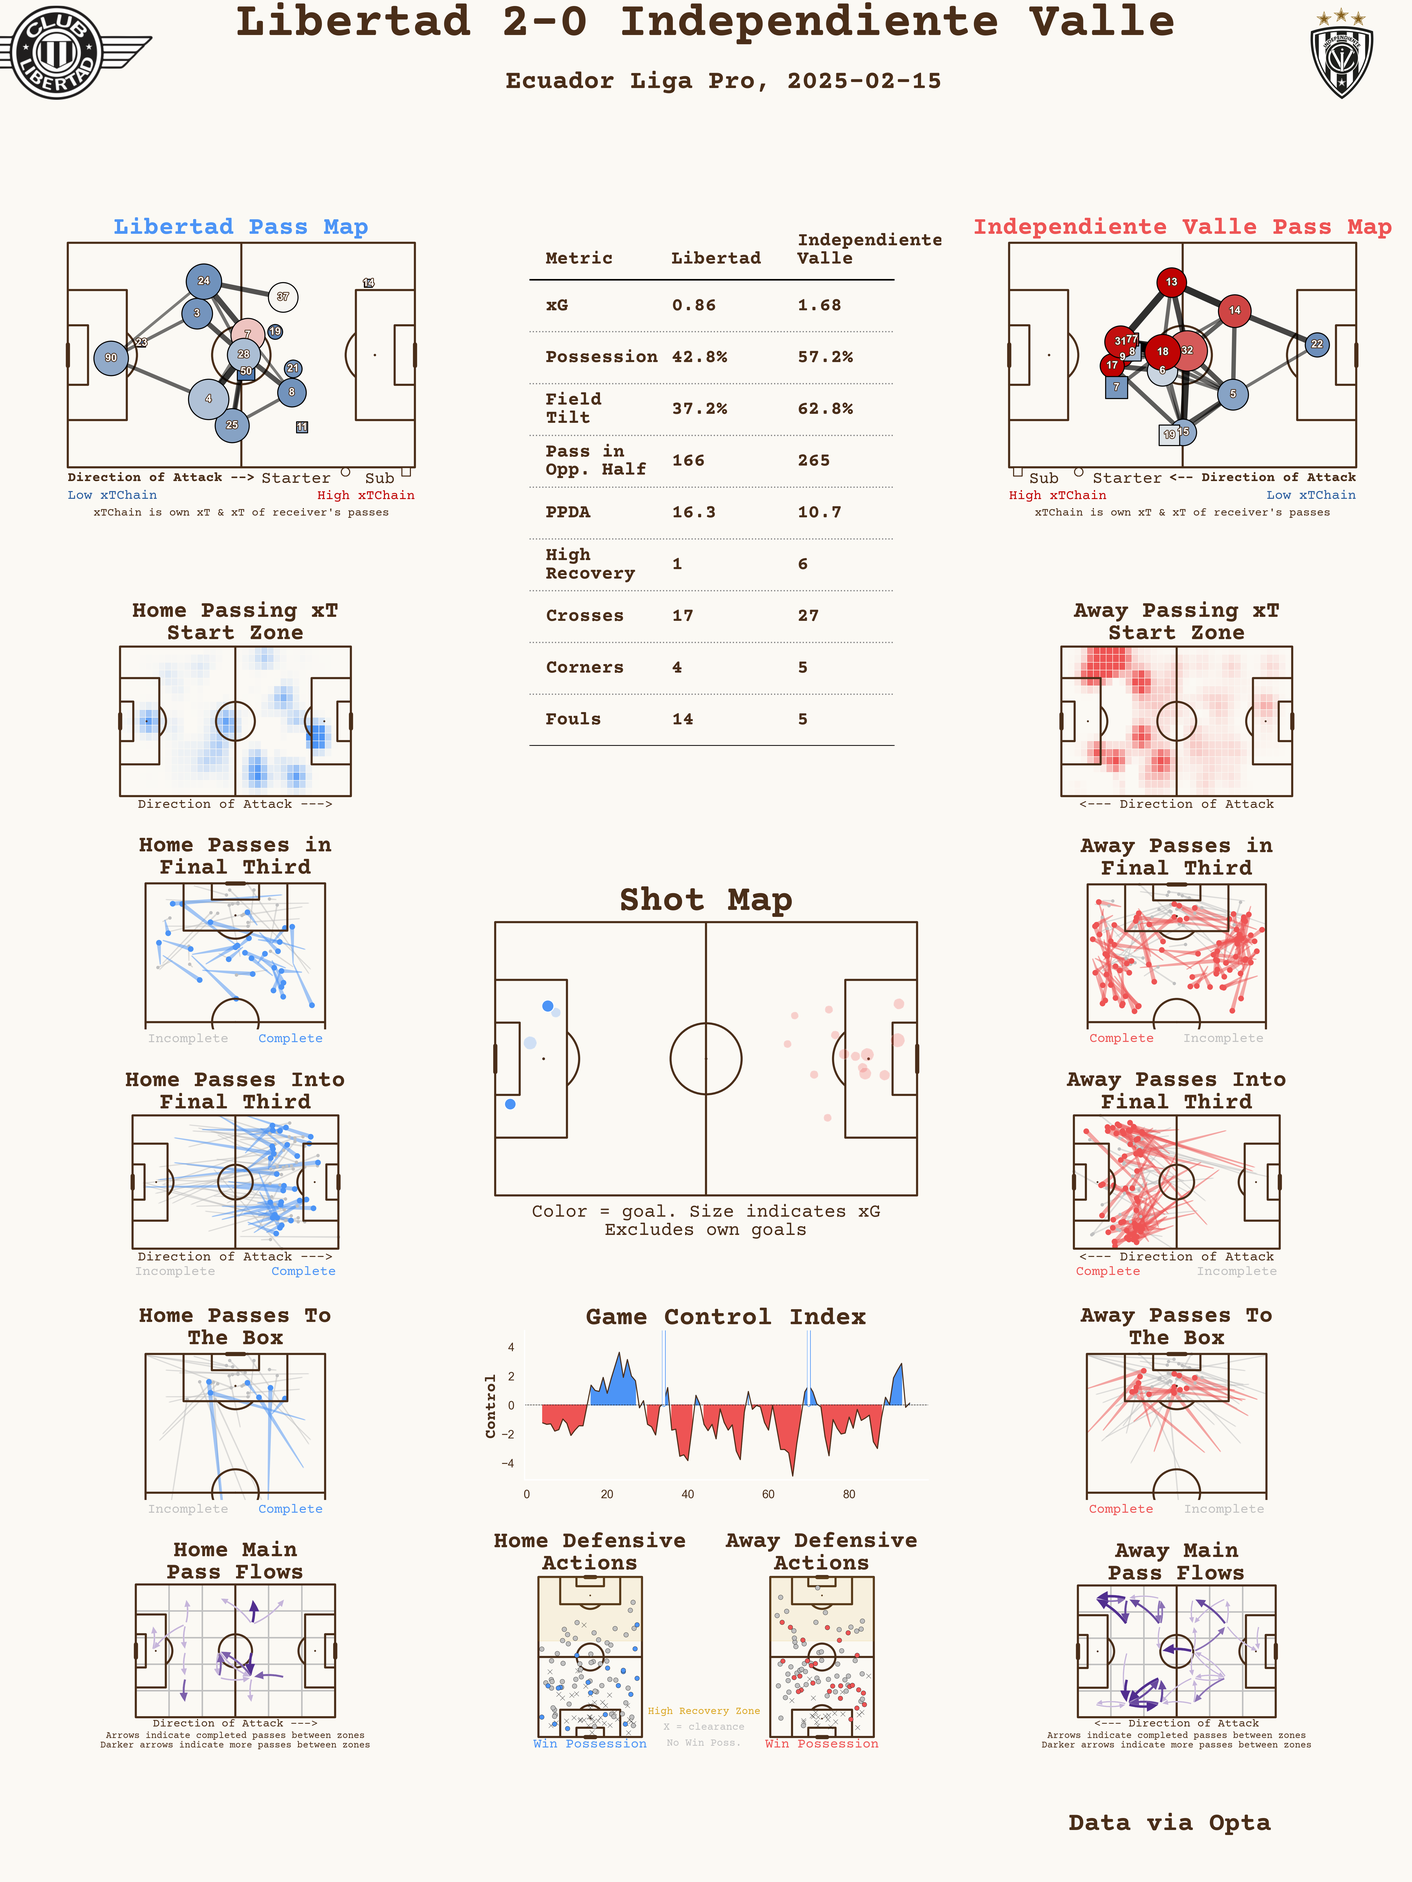 Libertad 2-0 Independiente Valle
Ecuador Liga Pro, 2025-02-15
CLUB
LIBERTAD
INDEPENDIENTE
Libertad Pass Map
24
37
14
3
7
19
23
90
28
50
21
8
4
25
11
Direction of Attack --> Starter Sub
Low xTChain High xTChain
xTChain is own xT & xT of receiver's passes
Metric Libertad Independiente Valle
xG 0.86 1.68
Possession 42.8% 57.2%
Field Tilt 37.2% 62.8%
Pass in Opp. Half 166 265
PPDA 16.3 10.7
High Recovery 1 6
Crosses 17 27
Corners 4 5
Fouls 14 5
Independiente Valle Pass Map
13
14
31
77
22
9
8
18
32
17
6
7
5
19
15
Sub Starter <-- Direction of Attack
High xTChain Low xTChain
xTChain is own xT & xT of receiver's passes
Home Passing xT
Start Zone
Direction of Attack --->
Away Passing xT
Start Zone
<--- Direction of Attack
Home Passes in
Final Third
Incomplete Complete
Away Passes in
Final Third
Complete Incomplete
Shot Map
Color = goal. Size indicates xG
Excludes own goals
Home Passes Into
Final Third
Direction of Attack --->
Incomplete Complete
Away Passes Into
Final Third
<--- Direction of Attack
Complete Incomplete
Home Passes To
The Box
Incomplete Complete
Game Control Index
Control
4
2
0
−2
−4
0 20 40 60 80
Away Passes To
The Box
Complete Incomplete
Home Main
Pass Flows
Direction of Attack --->
Arrows indicate completed passes between zones
Darker arrows indicate more passes between zones
Home Defensive
Actions
Win Possession
High Recovery Zone
X = clearance
No Win Poss.
Away Defensive
Actions
Win Possession
Away Main
Pass Flows
<--- Direction of Attack
Arrows indicate completed passes between zones
Darker arrows indicate more passes between zones
Data via Opta